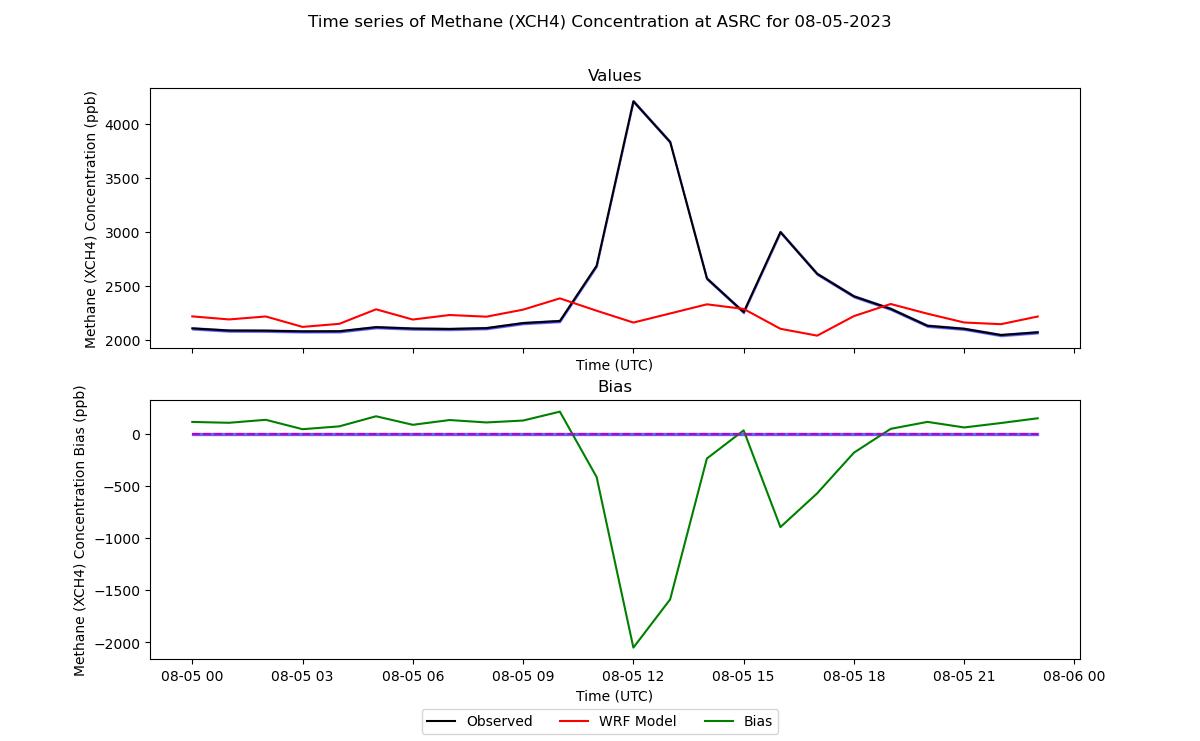 Time series of Methane (XCH4) Concentration at ASRC for 08-05-2023
Values
Methane (XCH4) Concentration (ppb)
4000
3500
3000
2500
2000
Time (UTC)
Bias
Methane (XCH4) Concentration Bias (ppb)
0
−500
−1000
−1500
−2000
08-05 00 08-05 03 08-05 06 08-05 09 08-05 12 08-05 15 08-05 18 08-05 21 08-06 00
Time (UTC)
Observed WRF Model Bias